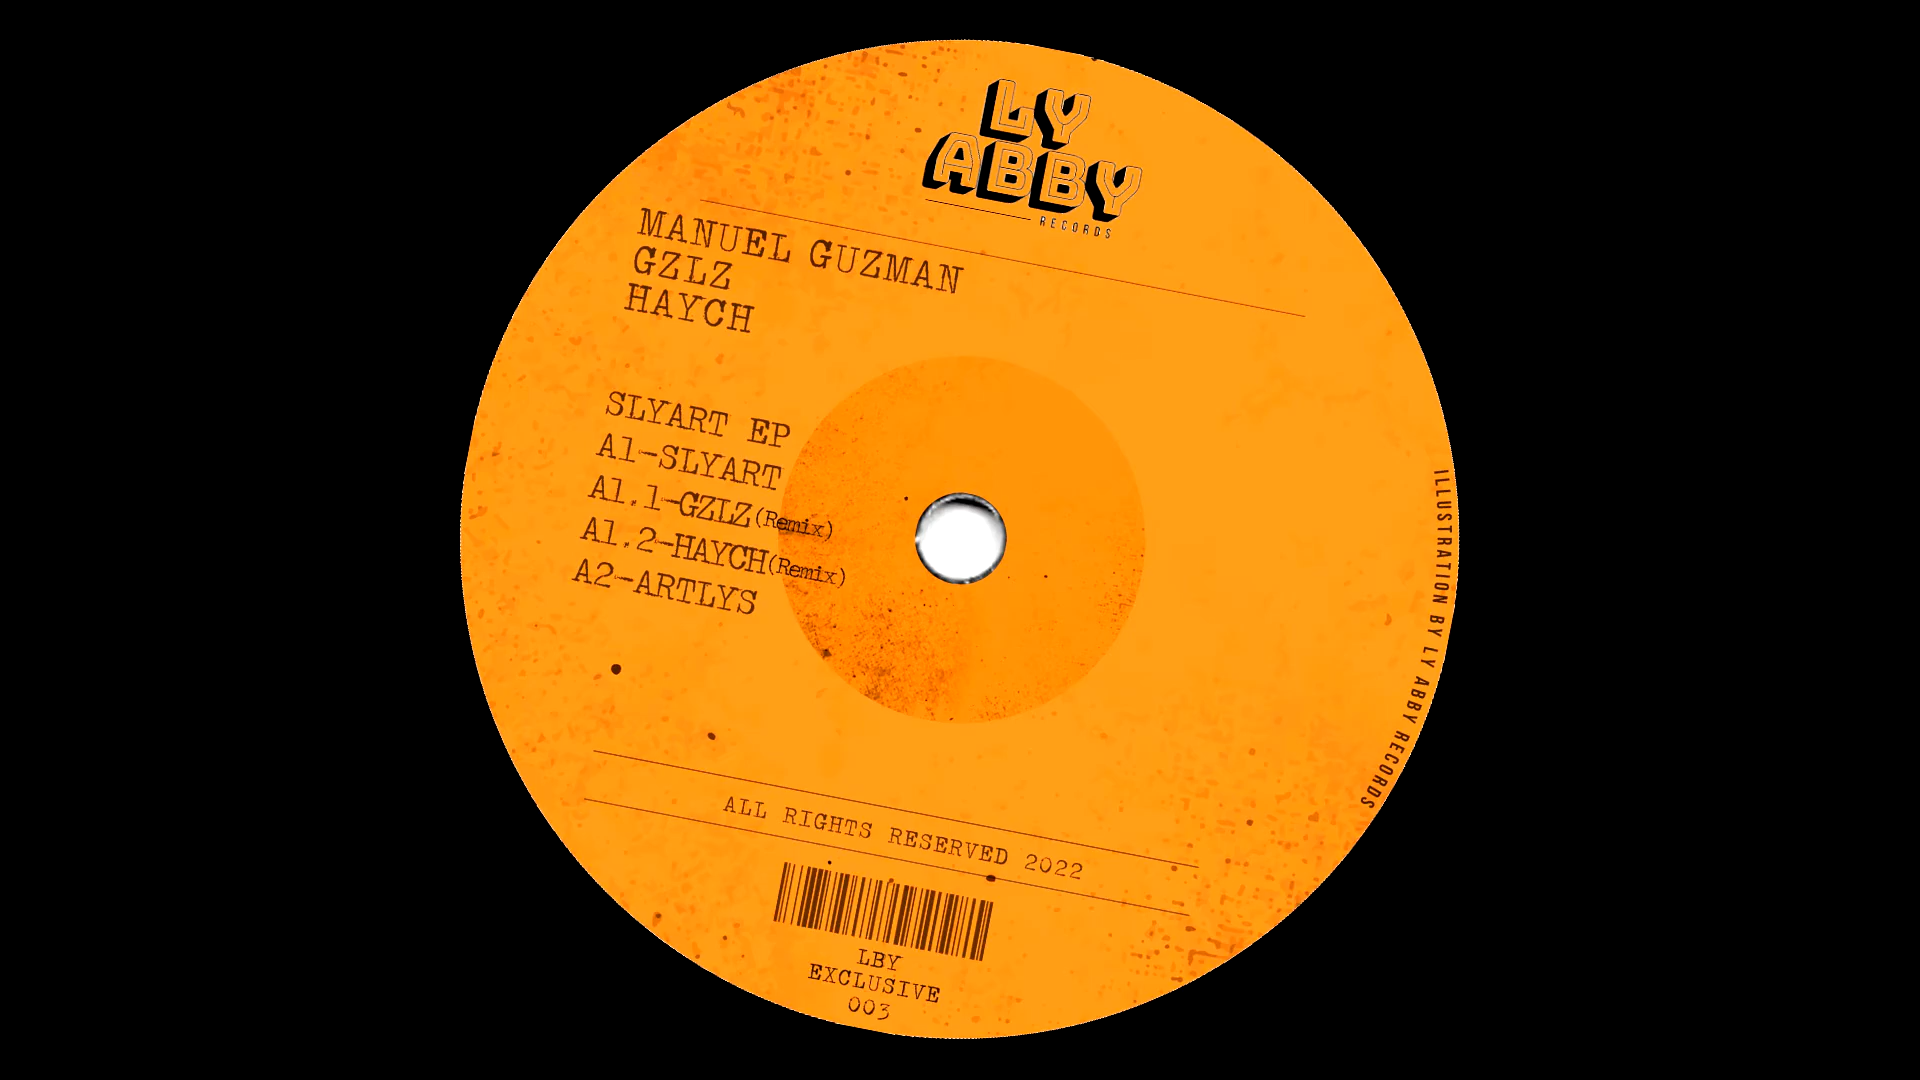 LY
ABBY
RECORDS
MANUEL GUZMAN
GZLZ
HAYCH
SLYART EP
A1-SLYART
A1.1-GZLZ(Remix)
A1.2-HAYCH(Remix)
A2-ARTLYS
ILLUSTRATION BY LY ABBY RECORDS
ALL RIGHTS RESERVED 2022
LBY
EXCLUSIVE
003